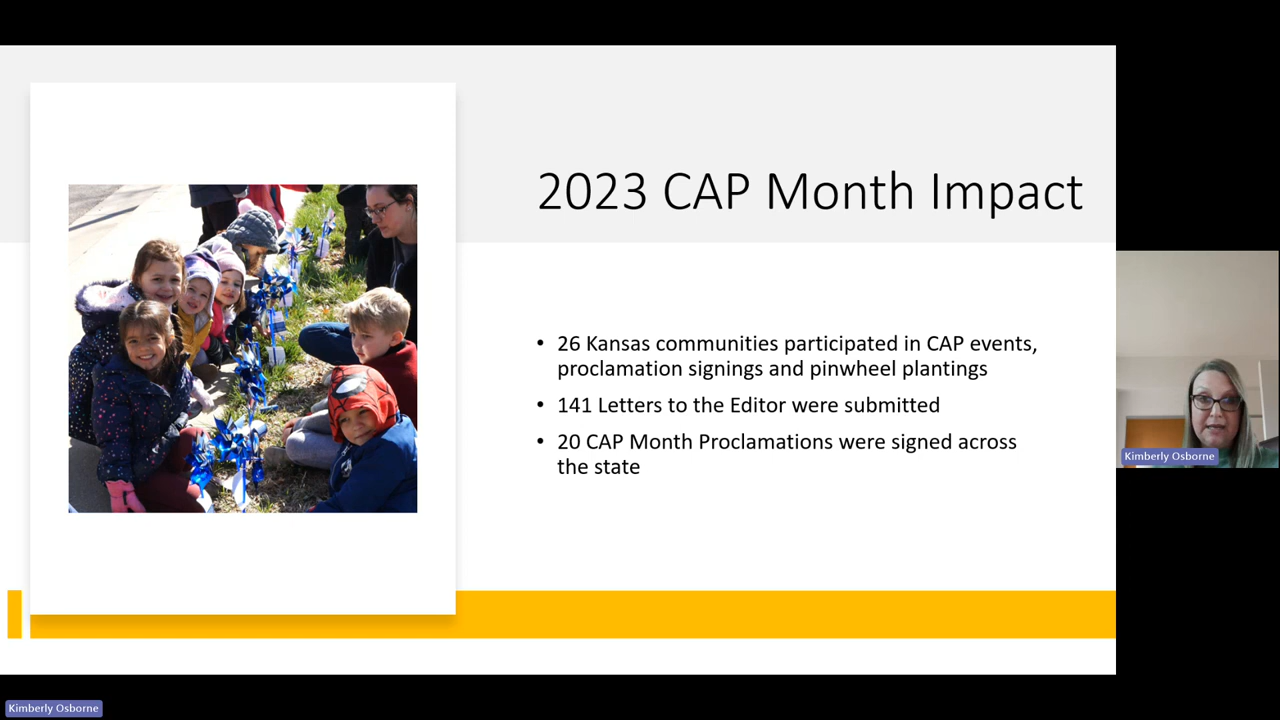 2023 CAP Month Impact
• 26 Kansas communities participated in CAP events,
proclamation signings and pinwheel plantings
• 141 Letters to the Editor were submitted
• 20 CAP Month Proclamations were signed across
the state
Kimberly Osborne
Kimberly Osborne